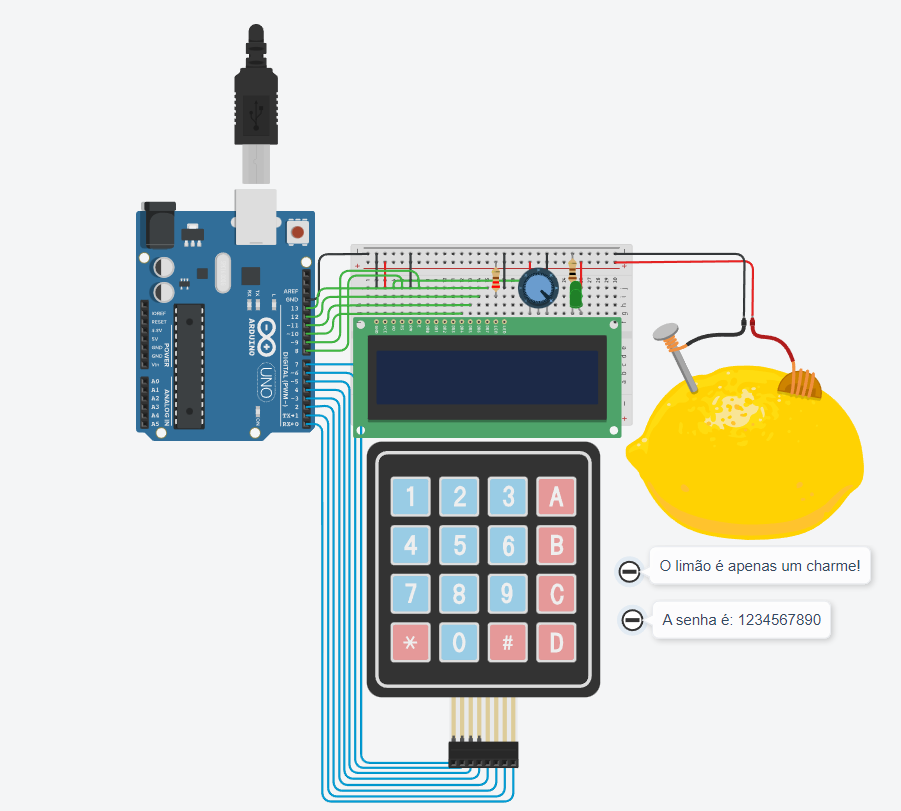 AREF
GND
13
12
~11
~10
~9
8
7
~6
~5
4
~3
2
TX→1
RX←0
DIGITAL (PWM~)
IOREF
RESET
3.3V
5V
GND
GND
Vin
POWER
A0
A1
A2
A3
A4
A5
ANALOG IN
L
TX
RX
ON
ARDUINO
UNO
1 2 3 A
4 5 6 B
7 8 9 C
* 0 # D
O limão é apenas um charme!
A senha é: 1234567890